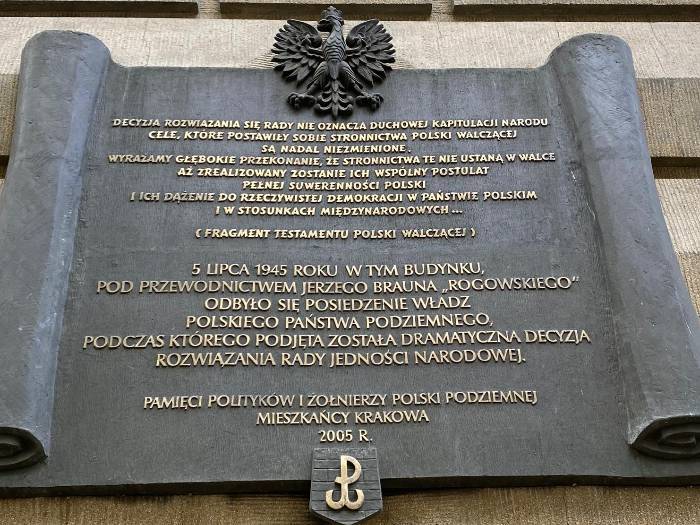 DECYZJA ROZWIĄZANIA SIĘ RADY NIE OZNACZA DUCHOWEJ KAPITULACJI NARODU
CELE, KTÓRE POSTAWIŁY SOBIE STRONNICTWA POLSKI WALCZĄCEJ
SĄ NADAL NIEZMIENIONE.
WYRAŻAMY GŁĘBOKIE PRZEKONANIE, ŻE STRONNICTWA TE NIE USTANĄ W WALCE
AŻ ZREALIZOWANY ZOSTANIE ICH WSPÓLNY POSTULAT
PEŁNEJ SUWERENNOŚCI POLSKI
I ICH DĄŻENIE DO RZECZYWISTEJ DEMOKRACJI W PAŃSTWIE POLSKIM
I W STOSUNKACH MIĘDZYNARODOWYCH...
(FRAGMENT TESTAMENTU POLSKI WALCZĄCEJ)
5 LIPCA 1945 ROKU W TYM BUDYNKU,
POD PRZEWODNICTWEM JERZEGO BRAUNA „ROGOWSKIEGO"
ODBYŁO SIĘ POSIEDZENIE WŁADZ
POLSKIEGO PAŃSTWA PODZIEMNEGO,
PODCZAS KTÓREGO PODJĘTA ZOSTAŁA DRAMATYCZNA DECYZJA
ROZWIĄZANIA RADY JEDNOŚCI NARODOWEJ.
PAMIĘCI POLITYKÓW I ŻOŁNIERZY POLSKI PODZIEMNEJ
MIESZKAŃCY KRAKOWA
2005 R.